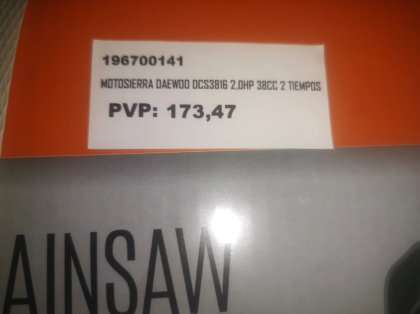 196700141
MOTOSIERRA DAEWOO DCS3816 2,0HP 38CC 2 TIEMPOS
PVP: 173,47
AINSAW